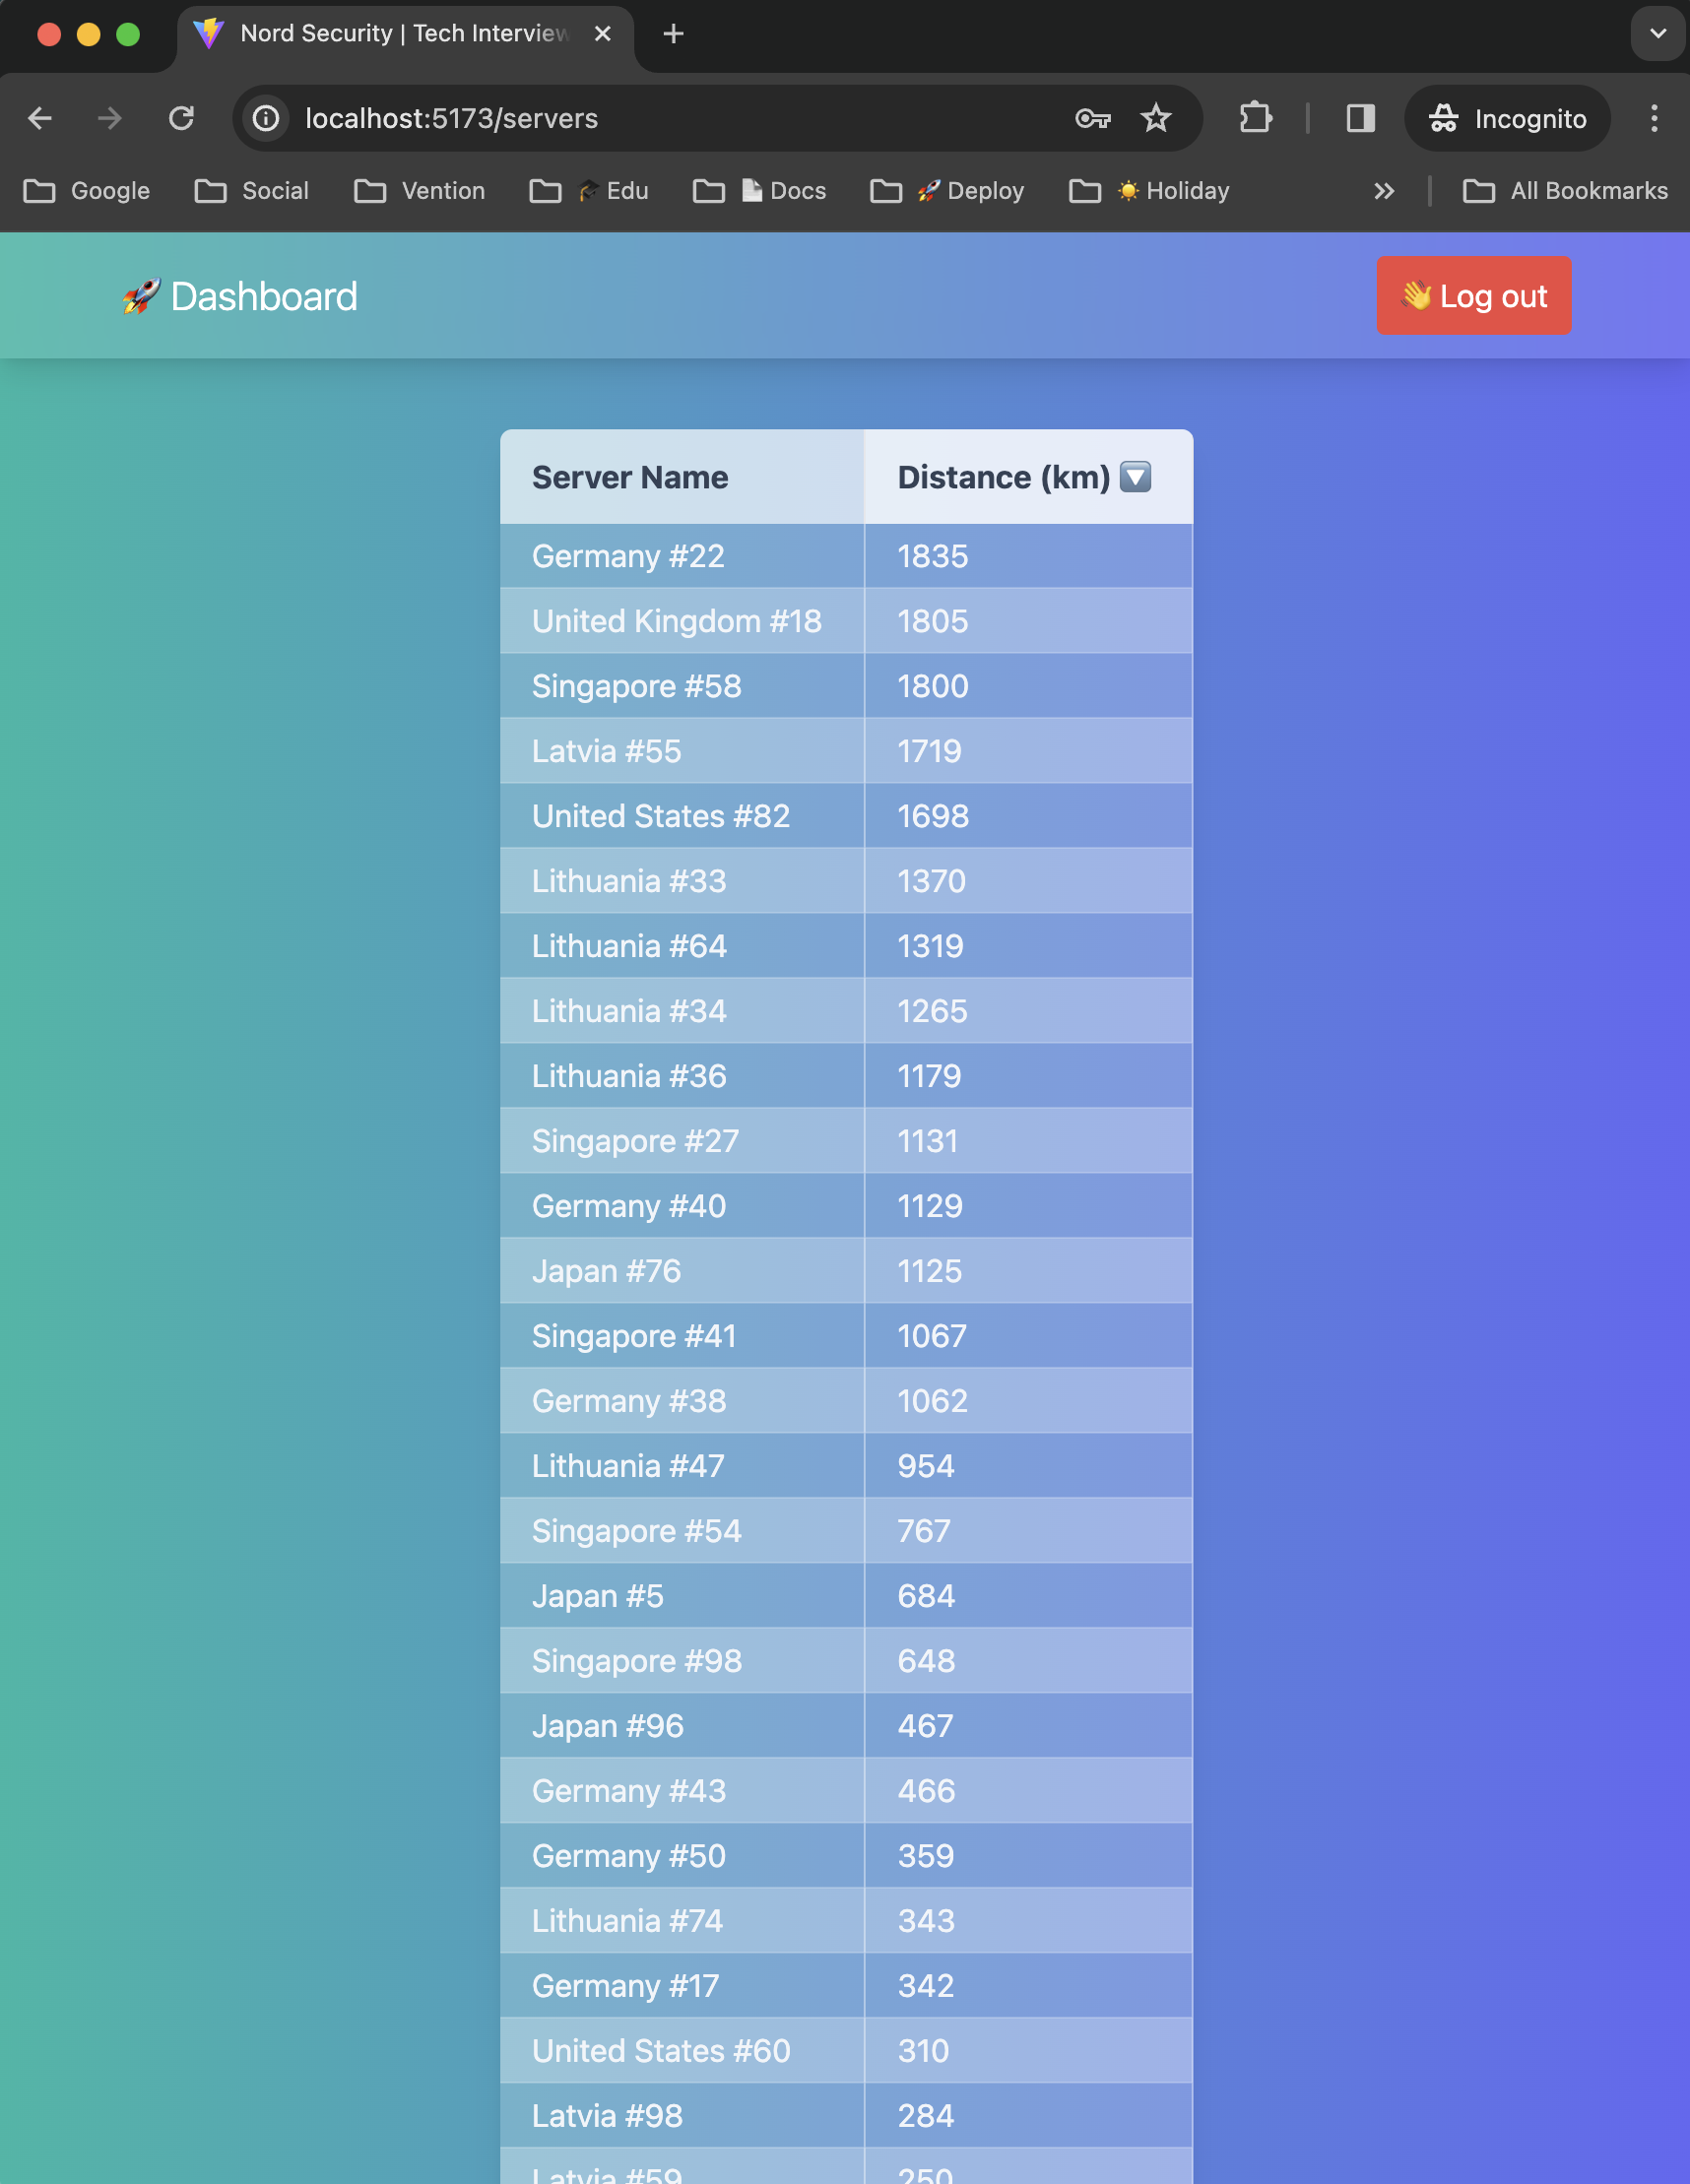 Nord Security | Tech Interview
localhost:5173/servers
Incognito
Google Social Vention Edu Docs Deploy Holiday All Bookmarks
Dashboard Log out
Server Name Distance (km)
Germany #22 1835
United Kingdom #18 1805
Singapore #58 1800
Latvia #55 1719
United States #82 1698
Lithuania #33 1370
Lithuania #64 1319
Lithuania #34 1265
Lithuania #36 1179
Singapore #27 1131
Germany #40 1129
Japan #76 1125
Singapore #41 1067
Germany #38 1062
Lithuania #47 954
Singapore #54 767
Japan #5 684
Singapore #98 648
Japan #96 467
Germany #43 466
Germany #50 359
Lithuania #74 343
Germany #17 342
United States #60 310
Latvia #98 284
Latvia #59 250